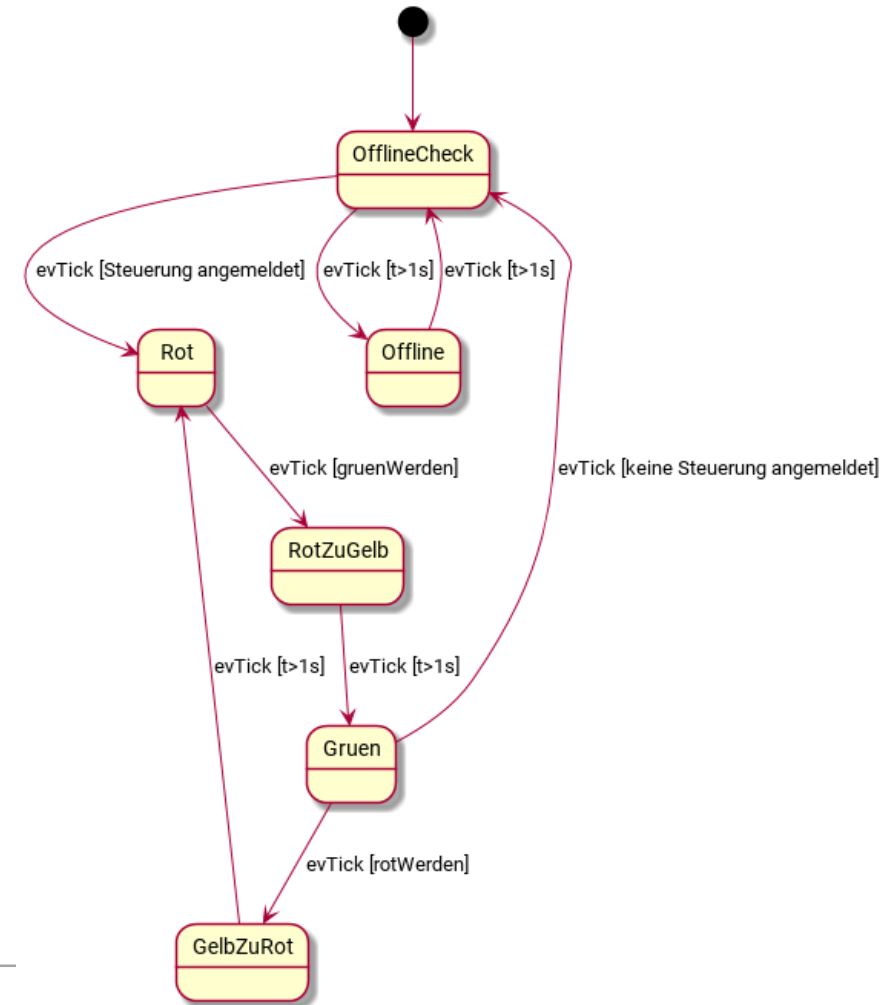 OfflineCheck
evTick [Steuerung angemeldet]
evTick [t>1s]
evTick [t>1s]
Rot
Offline
evTick [gruenWerden]
evTick [keine Steuerung angemeldet]
RotZuGelb
evTick [t>1s]
evTick [t>1s]
Gruen
evTick [rotWerden]
GelbZuRot